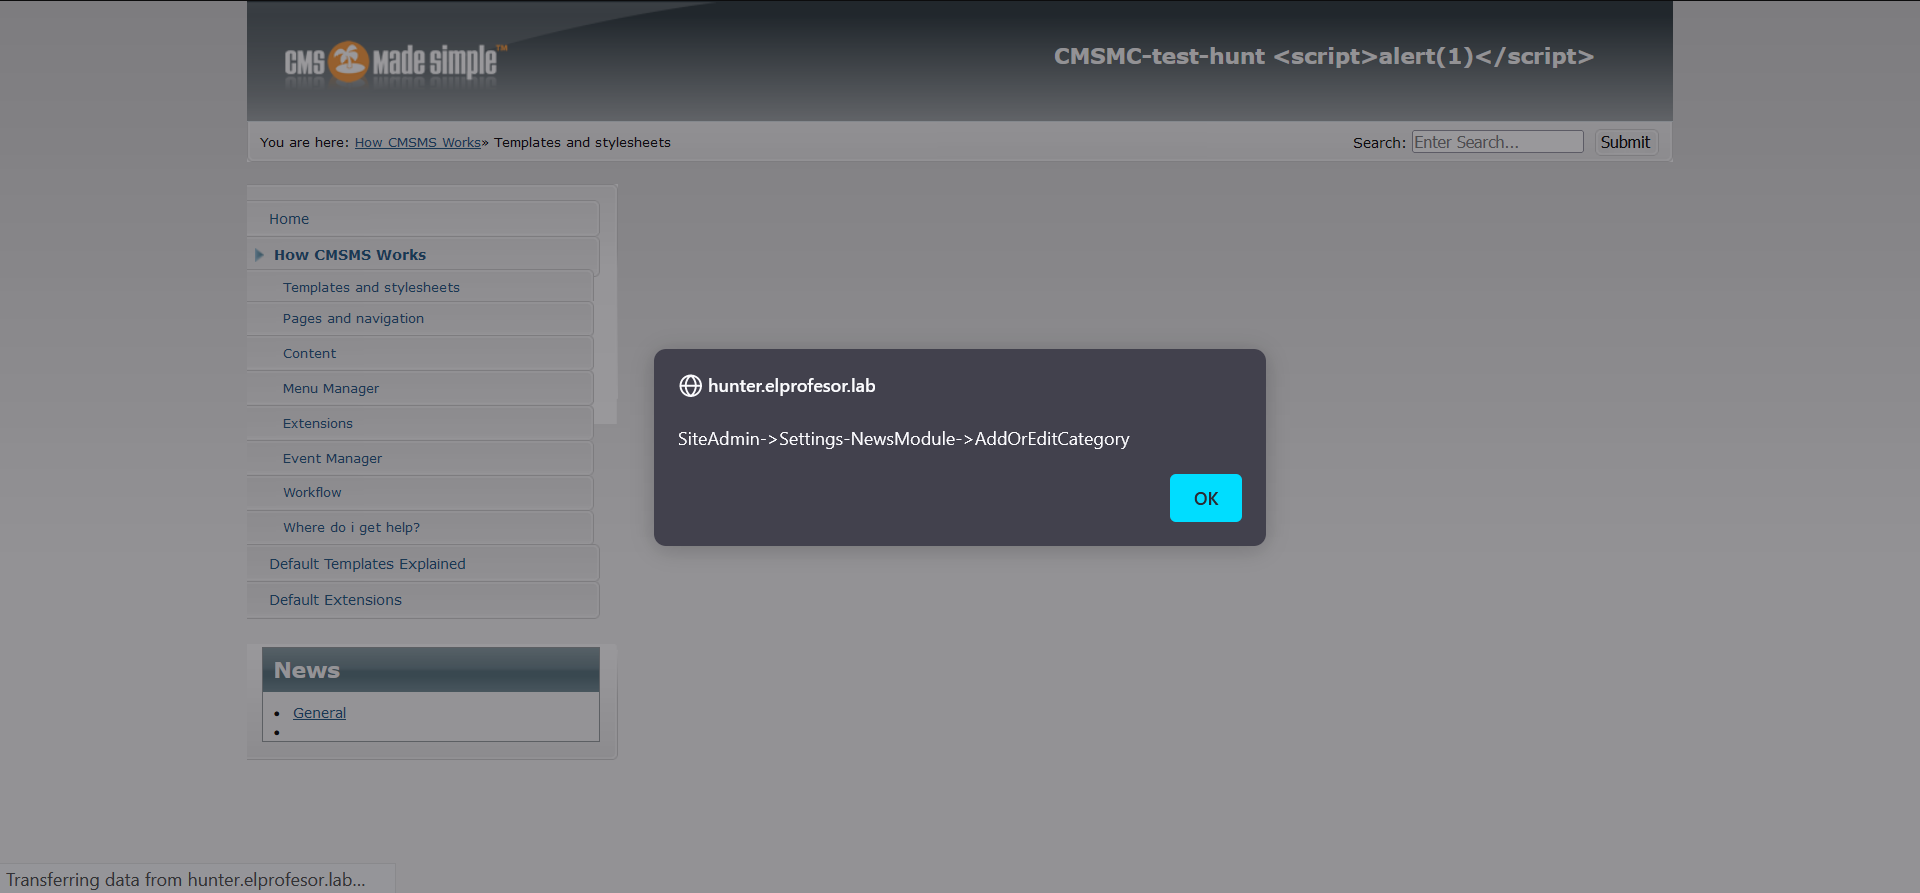 CMS made simple™
CMSMC-test-hunt <script>alert(1)</script>
You are here: How CMSMS Works» Templates and stylesheets
Search: Enter Search... Submit
Home
How CMSMS Works
Templates and stylesheets
Pages and navigation
Content
Menu Manager
Extensions
Event Manager
Workflow
Where do i get help?
Default Templates Explained
Default Extensions
News
General
hunter.elprofesor.lab
SiteAdmin->Settings-NewsModule->AddOrEditCategory
OK
Transferring data from hunter.elprofesor.lab...